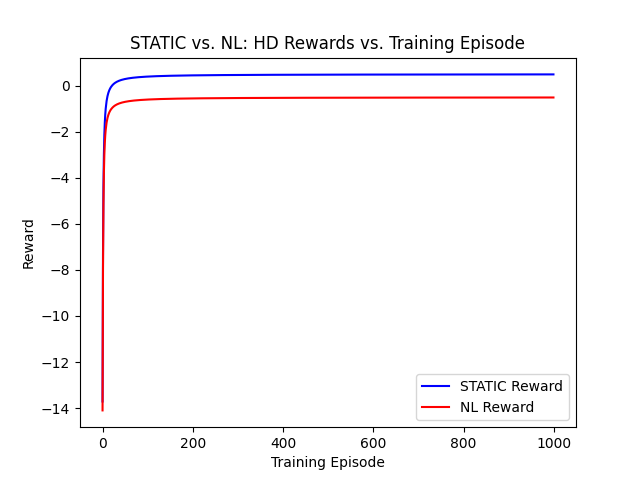 STATIC vs. NL: HD Rewards vs. Training Episode
Reward
0
−2
−4
−6
−8
−10
−12
−14
STATIC Reward
NL Reward
0 200 400 600 800 1000
Training Episode